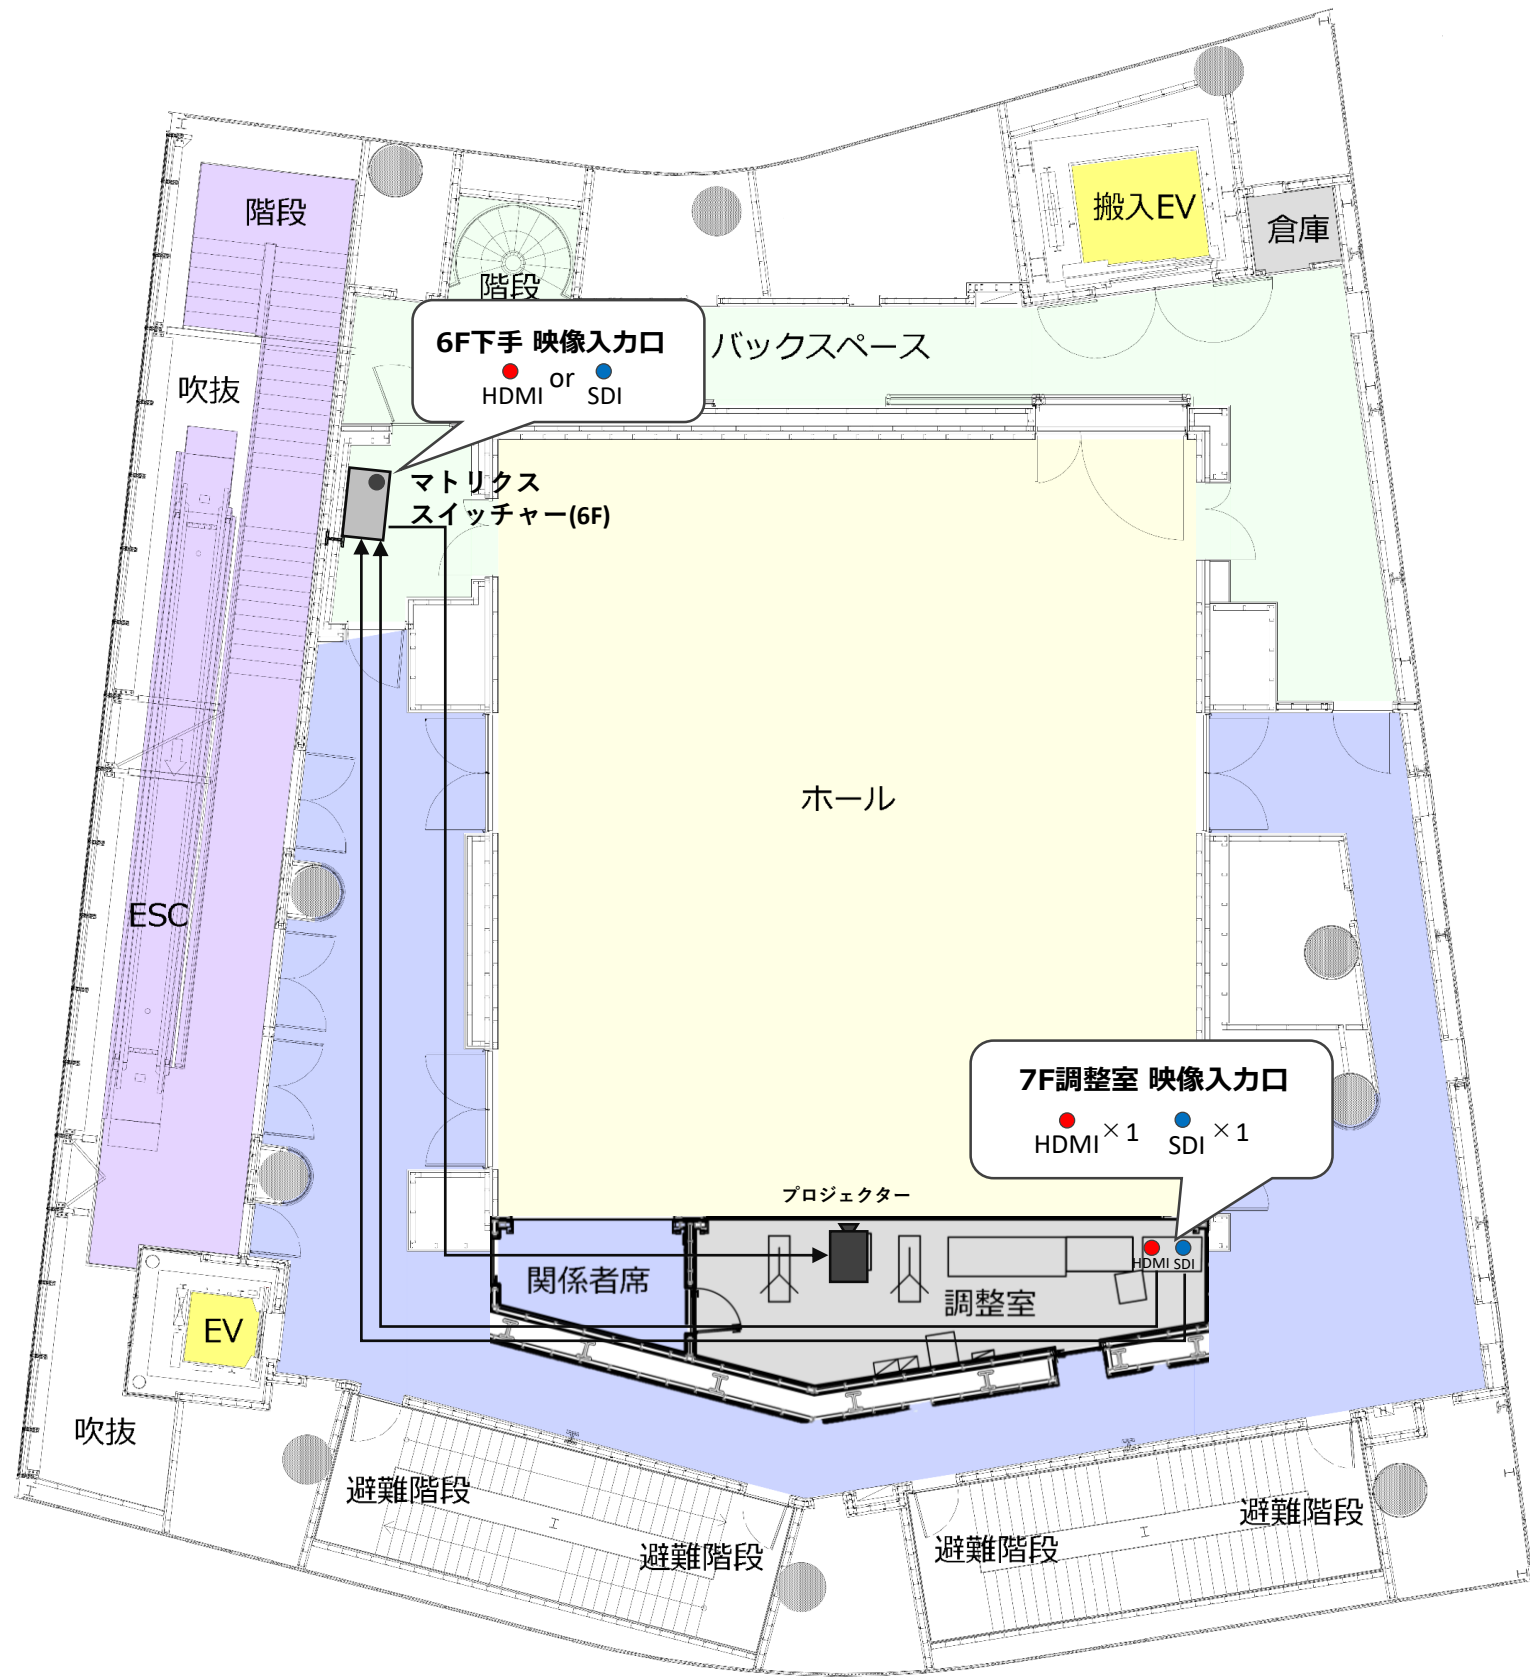 階段
搬入EV
倉庫
階段
6F下手 映像入力口
HDMI or SDI
バックスペース
吹抜
マトリクス
スイッチャー(6F)
ホール
ESC
7F調整室 映像入力口
HDMI×1 SDI×1
プロジェクター
HDMI SDI
関係者席
調整室
EV
吹抜
避難階段
避難階段
避難階段
避難階段